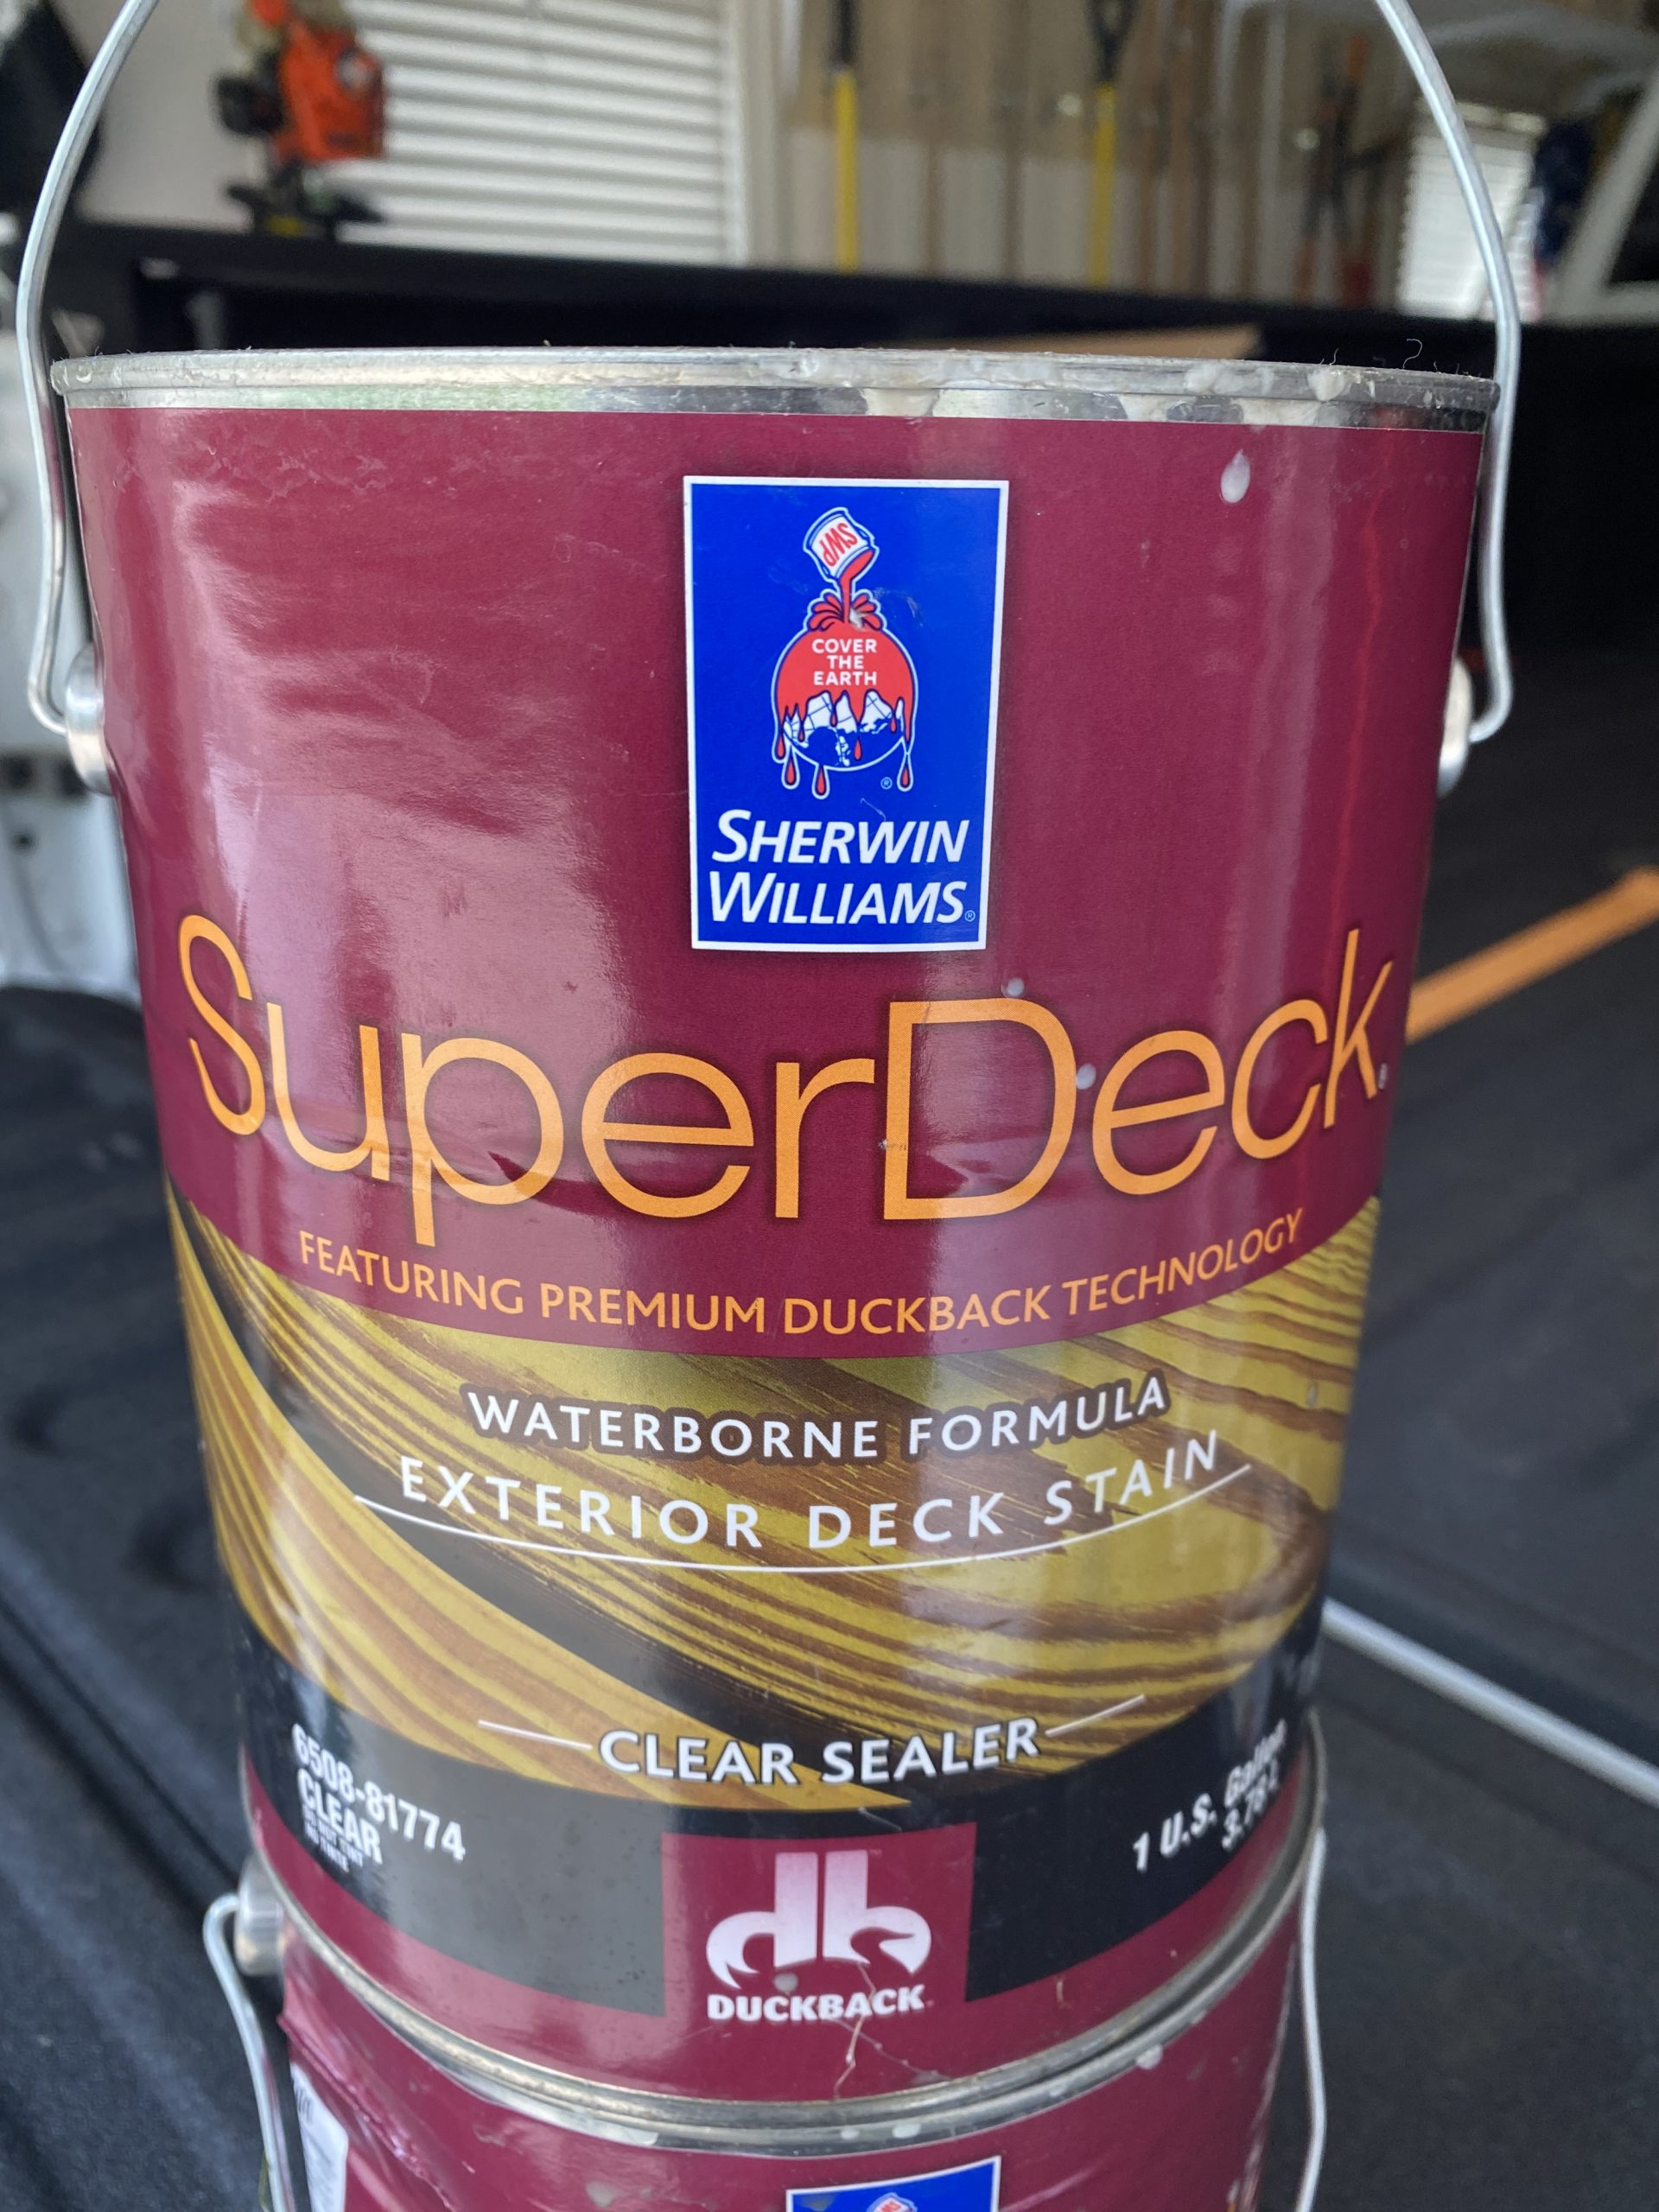 SWP
COVER
THE
EARTH
SHERWIN
WILLIAMS®
SuperDeck®
FEATURING PREMIUM DUCKBACK TECHNOLOGY
WATERBORNE FORMULA
EXTERIOR DECK STAIN
CLEAR SEALER
6508-81774
CLEAR
1 U.S. Gallon
db
DUCKBACK